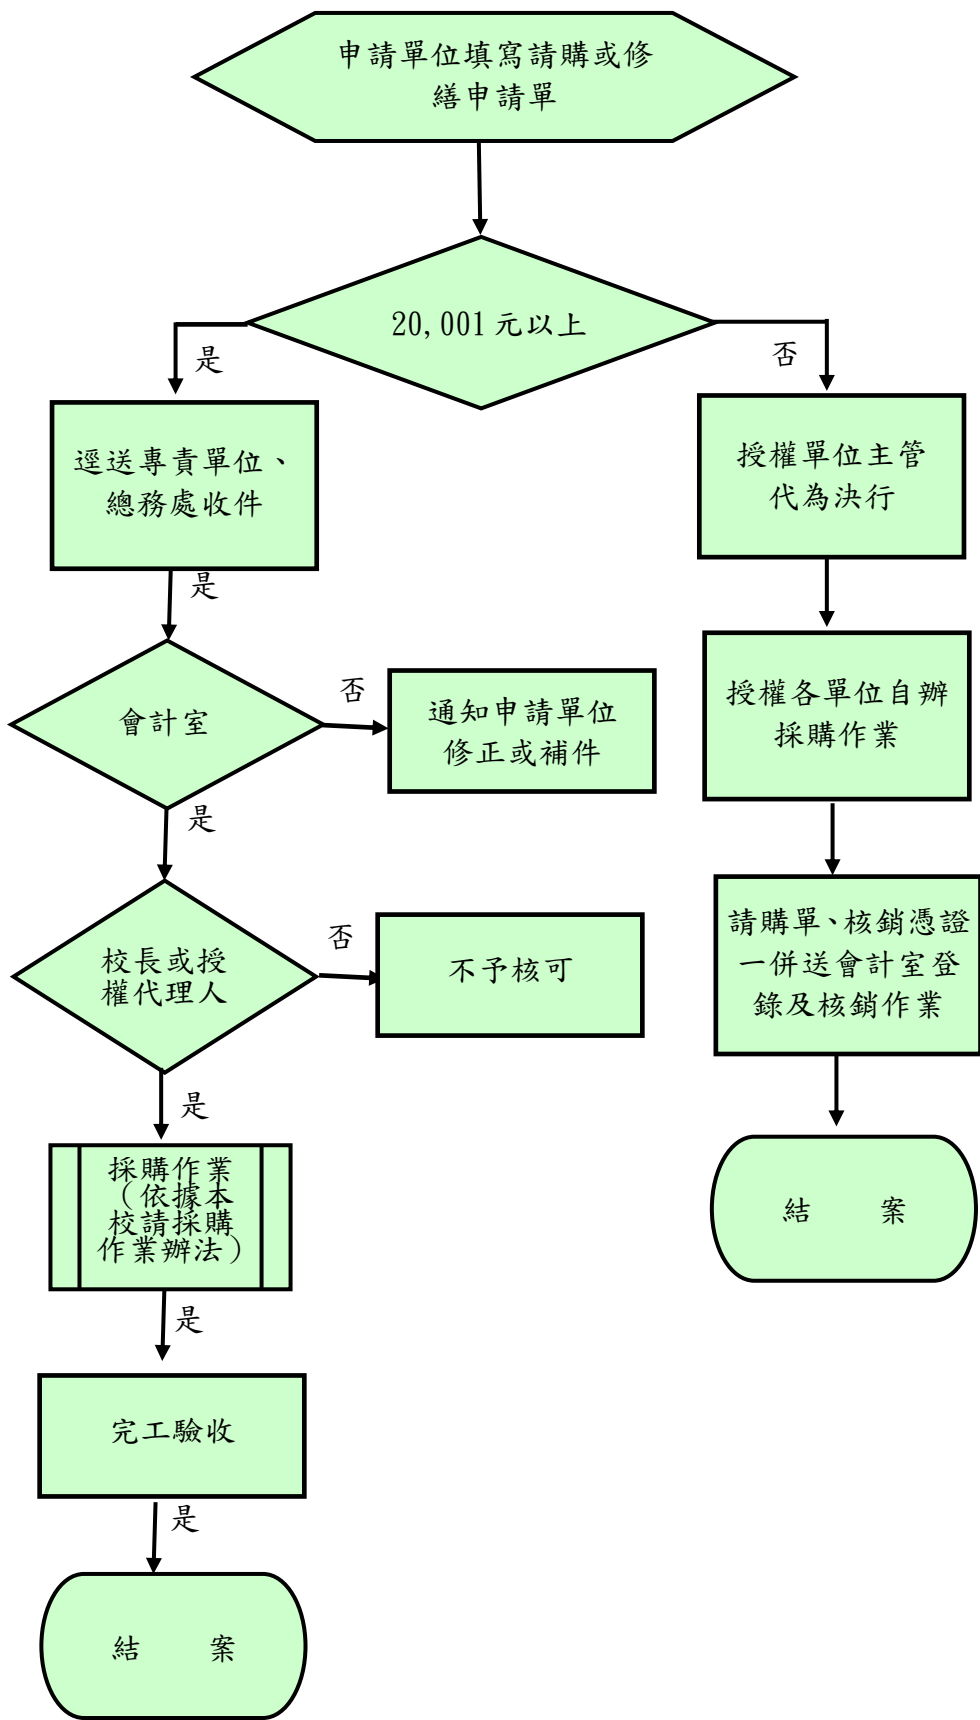 申請單位填寫請購或修
繕申請單
20,001元以上
是
否
逕送專責單位、
總務處收件
授權單位主管
代為決行
是
會計室
否
通知申請單位
修正或補件
授權各單位自辦
採購作業
是
校長或授
權代理人
否
不予核可
請購單、核銷憑證
一併送會計室登
錄及核銷作業
是
採購作業
（依據本
校請採購
作業辦法）
結 案
是
完工驗收
是
結 案